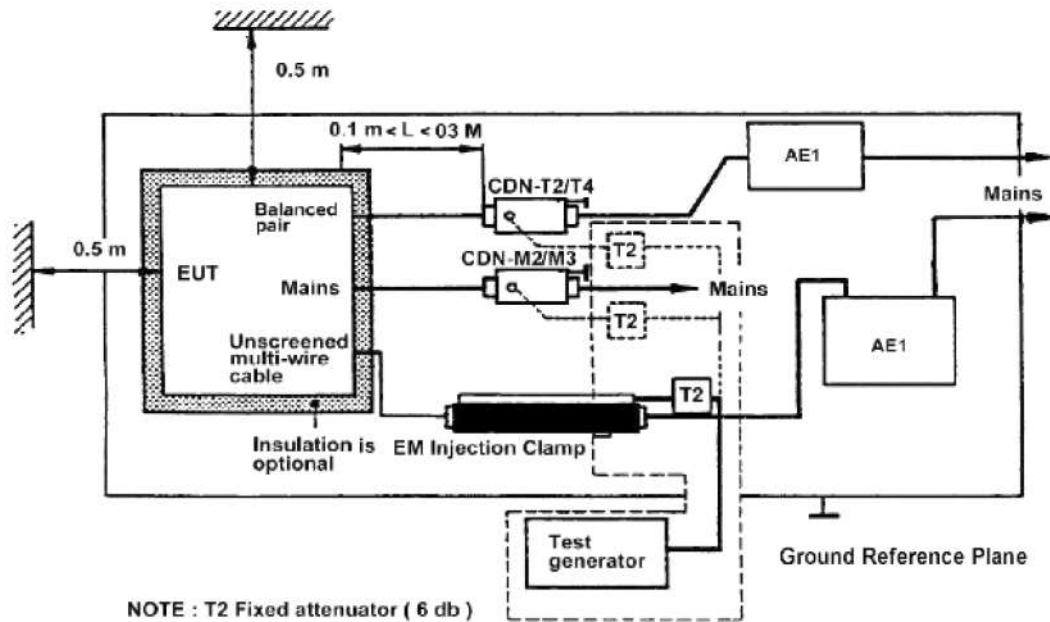 0.5 m
0.1 m < L < 03 M
AE1
CDN-T2/T4
Balanced
pair
Mains
T2
0.5 m
CDN-M2/M3
EUT
Mains
Mains
T2
AE1
Unscreened
multi-wire
cable
T2
Insulation is
optional
EM Injection Clamp
Test
generator
Ground Reference Plane
NOTE : T2 Fixed attenuator ( 6 db )